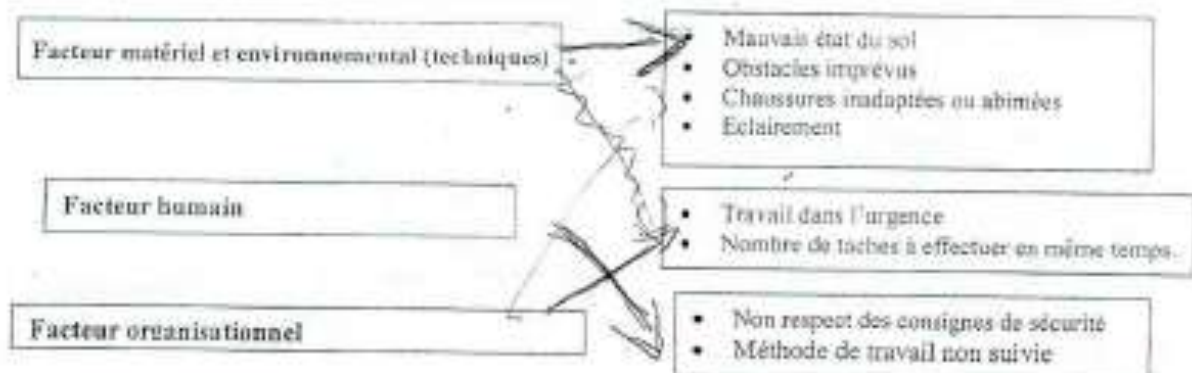 Facteur matériel et environnemental (techniques)
• Mauvais état du sol
• Obstacles imprévus
• Chaussures inadaptées ou abimées
• Eclairement
Facteur humain
• Travail dans l'urgence
• Nombre de taches à effectuer en même temps.
Facteur organisationnel
• Non respect des consignes de sécurité
• Méthode de travail non suivie